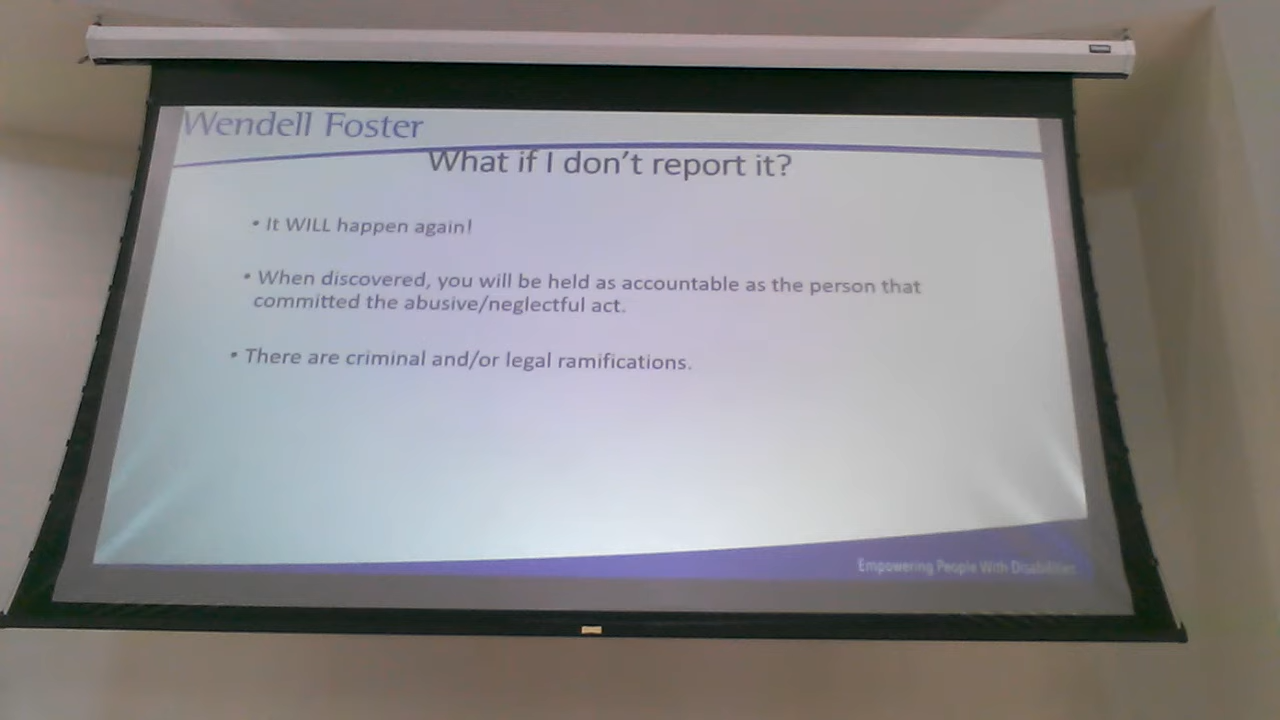 Wendell Foster
What if I don't report it?
• It WILL happen again!
• When discovered, you will be held as accountable as the person that
committed the abusive/neglectful act.
• There are criminal and/or legal ramifications.
Empowering People With Disabilities